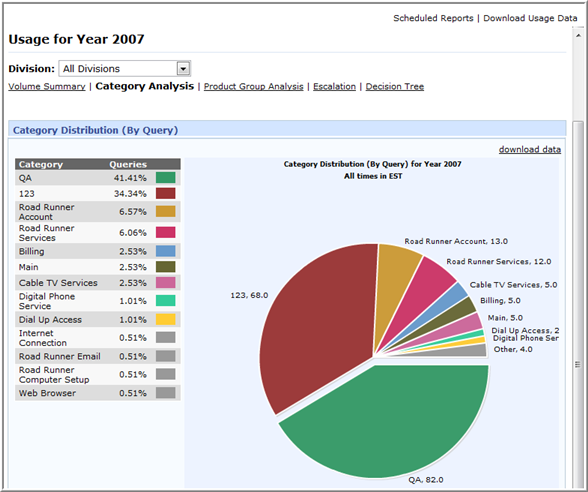 Scheduled Reports | Download Usage Data
Usage for Year 2007
Division: All Divisions
Volume Summary | Category Analysis | Product Group Analysis | Escalation | Decision Tree
Category Distribution (By Query)
download data
Category Queries
QA 41.41%
123 34.34%
Road Runner
Account 6.57%
Road Runner
Services 6.06%
Billing 2.53%
Main 2.53%
Cable TV Services 2.53%
Digital Phone
Service 1.01%
Dial Up Access 1.01%
Internet
Connection 0.51%
Road Runner Email 0.51%
Road Runner
Computer Setup 0.51%
Web Browser 0.51%
Category Distribution (By Query) for Year 2007
All times in EST
Road Runner Account, 13.0
Road Runner Services, 12.0
Cable TV Services, 5.0
Billing, 5.0
Main, 5.0
Dial Up Access, 2
Digital Phone Ser
Other, 4.0
123, 68.0
QA, 82.0